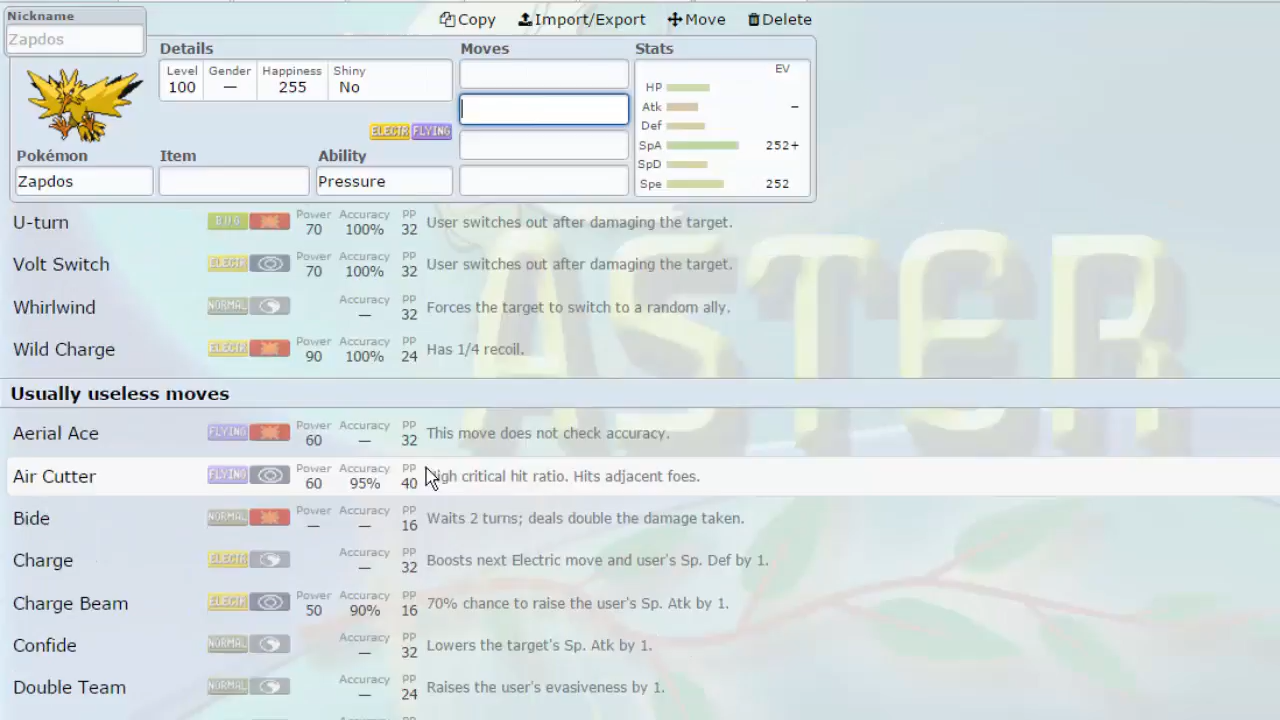 Nickname
Zapdos
Copy Import/Export Move Delete
Details
Level Gender Happiness Shiny
100 — 255 No
ELECTR FLYING
Pokémon Item Ability
Zapdos Pressure
Moves
Stats
EV
HP
Atk –
Def
SpA 252+
SpD
Spe 252
U-turn BUG Power 70 Accuracy 100% PP 32 User switches out after damaging the target.
Volt Switch ELECTR Power 70 Accuracy 100% PP 32 User switches out after damaging the target.
Whirlwind NORMAL Accuracy — PP 32 Forces the target to switch to a random ally.
Wild Charge ELECTR Power 90 Accuracy 100% PP 24 Has 1/4 recoil.
Usually useless moves
Aerial Ace FLYING Power 60 Accuracy — PP 32 This move does not check accuracy.
Air Cutter FLYING Power 60 Accuracy 95% PP 40 High critical hit ratio. Hits adjacent foes.
Bide NORMAL Power — Accuracy — PP 16 Waits 2 turns; deals double the damage taken.
Charge ELECTR Accuracy — PP 32 Boosts next Electric move and user's Sp. Def by 1.
Charge Beam ELECTR Power 50 Accuracy 90% PP 16 70% chance to raise the user's Sp. Atk by 1.
Confide NORMAL Accuracy — PP 32 Lowers the target's Sp. Atk by 1.
Double Team NORMAL Accuracy — PP 24 Raises the user's evasiveness by 1.
Accuracy PP
ASTER